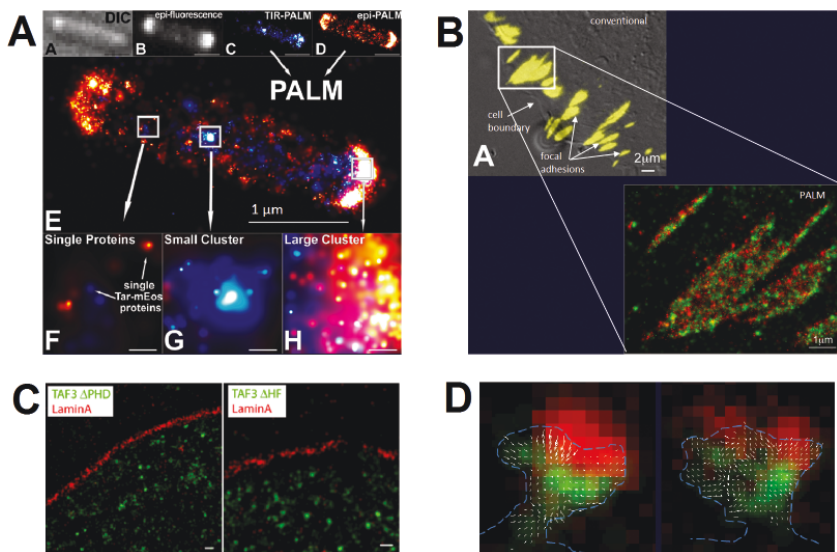 A
DIC
epi-fluorescence
TIR-PALM
epi-PALM
A
B
C
D
PALM
E
1 μm
Single Proteins
Small Cluster
Large Cluster
single
Tar-mEos
proteins
F
G
H
B
conventional
cell
boundary
focal
adhesions
A
2μm
PALM
1μm
C
TAF3 ΔPHD
LaminA
TAF3 ΔHF
LaminA
D